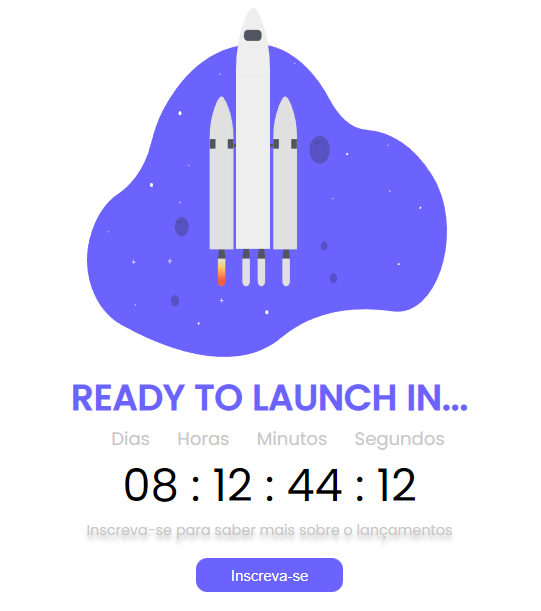 READY TO LAUNCH IN...
Dias Horas Minutos Segundos
08 : 12 : 44 : 12
Inscreva-se para saber mais sobre o lançamentos
Inscreva-se